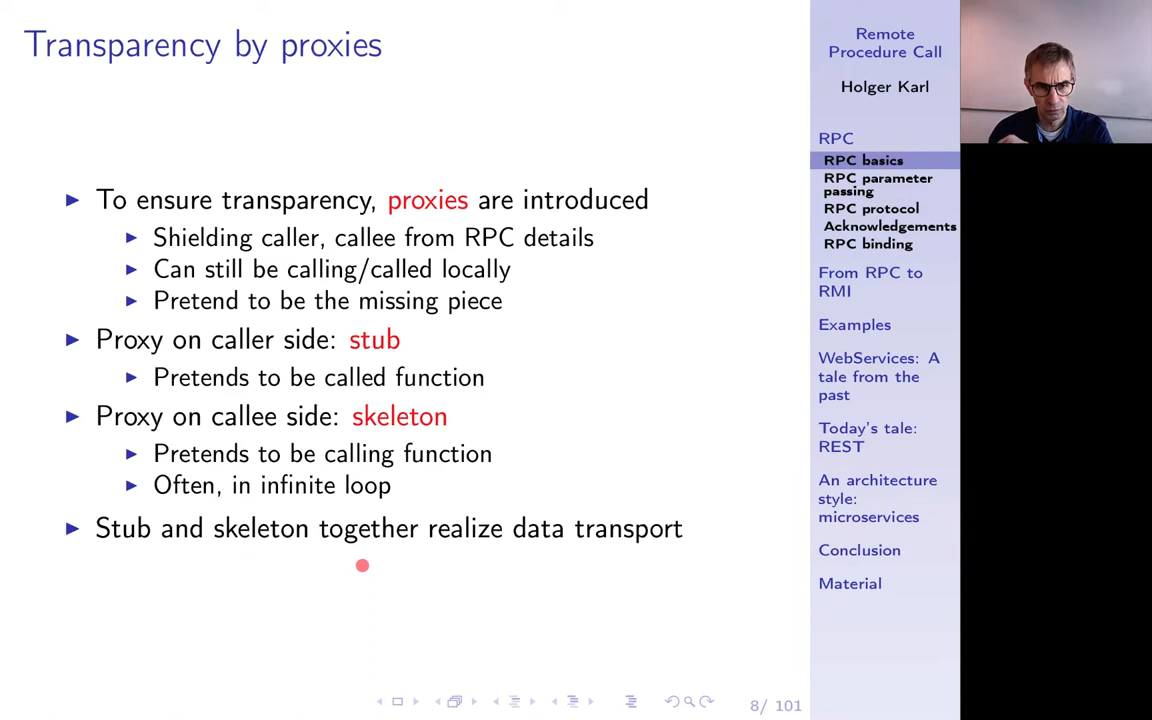 Transparency by proxies
To ensure transparency, proxies are introduced
Shielding caller, callee from RPC details
Can still be calling/called locally
Pretend to be the missing piece
Proxy on caller side: stub
Pretends to be called function
Proxy on callee side: skeleton
Pretends to be calling function
Often, in infinite loop
Stub and skeleton together realize data transport
8/ 101
Remote
Procedure Call
Holger Karl
RPC
RPC basics
RPC parameter
passing
RPC protocol
Acknowledgements
RPC binding
From RPC to
RMI
Examples
WebServices: A
tale from the
past
Today's tale:
REST
An architecture
style:
microservices
Conclusion
Material